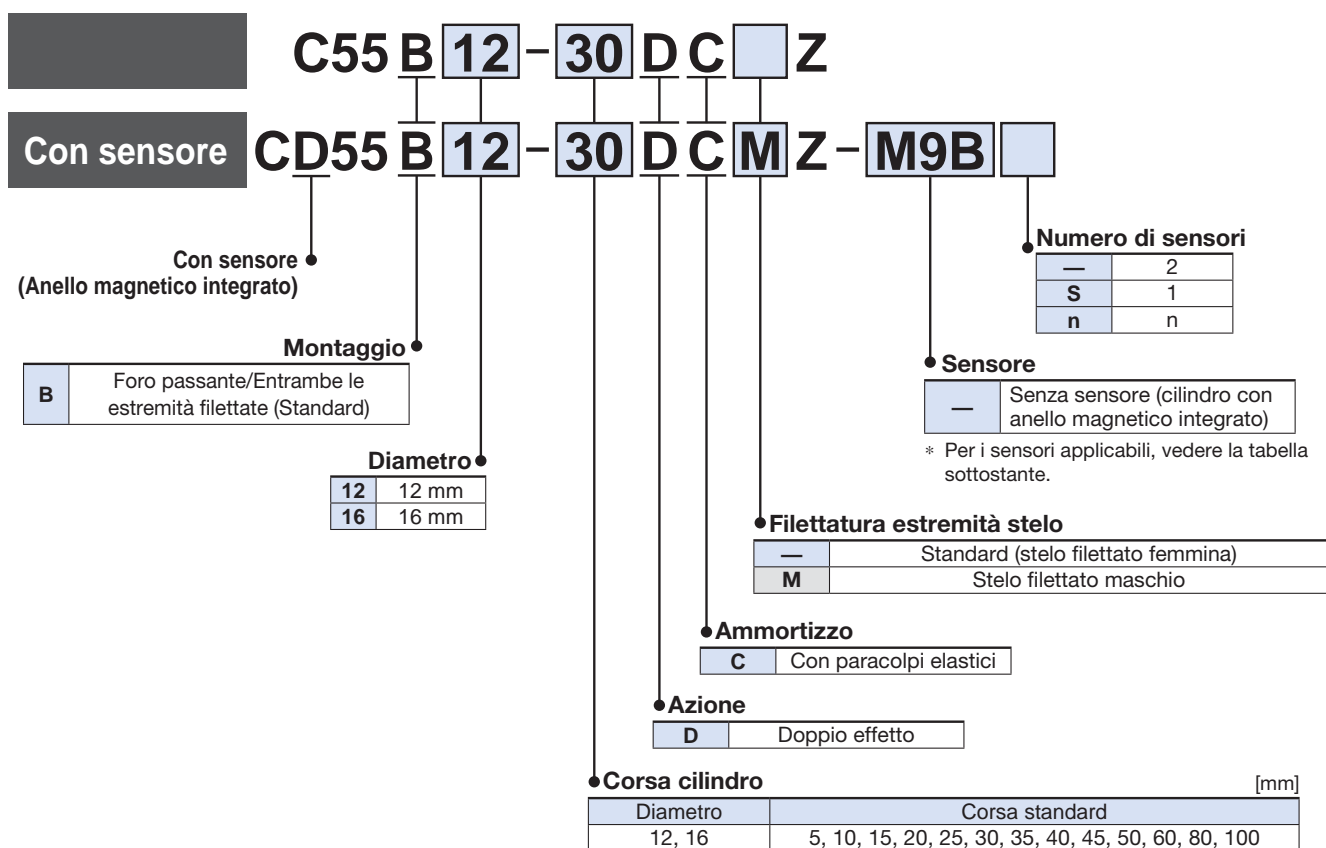 C55 B 12 – 30 D C Z
Con sensore CD55 B 12 – 30 D C M Z – M9B
Con sensore
(Anello magnetico integrato)
Numero di sensori
— 2
S 1
n n
Montaggio
B Foro passante/Entrambe le
estremità filettate (Standard)
Sensore
— Senza sensore (cilindro con
anello magnetico integrato)
* Per i sensori applicabili, vedere la tabella
sottostante.
Diametro
12 12 mm
16 16 mm
Filettatura estremità stelo
— Standard (stelo filettato femmina)
M Stelo filettato maschio
Ammortizzo
C Con paracolpi elastici
Azione
D Doppio effetto
Corsa cilindro [mm]
Diametro Corsa standard
12, 16 5, 10, 15, 20, 25, 30, 35, 40, 45, 50, 60, 80, 100